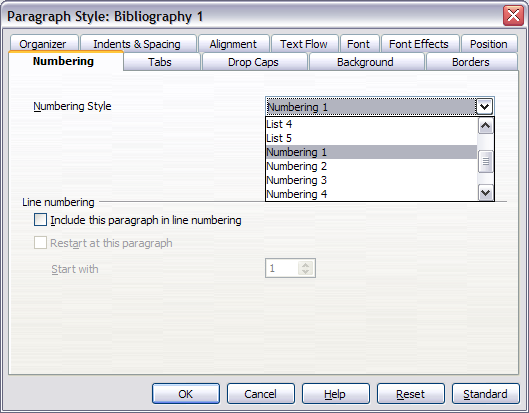 Paragraph Style: Bibliography 1
Organizer Indents & Spacing Alignment Text Flow Font Font Effects Position
Numbering Tabs Drop Caps Background Borders
Numbering Style Numbering 1
List 4
List 5
Numbering 1
Numbering 2
Numbering 3
Numbering 4
Line numbering
Include this paragraph in line numbering
Restart at this paragraph
Start with 1
OK Cancel Help Reset Standard